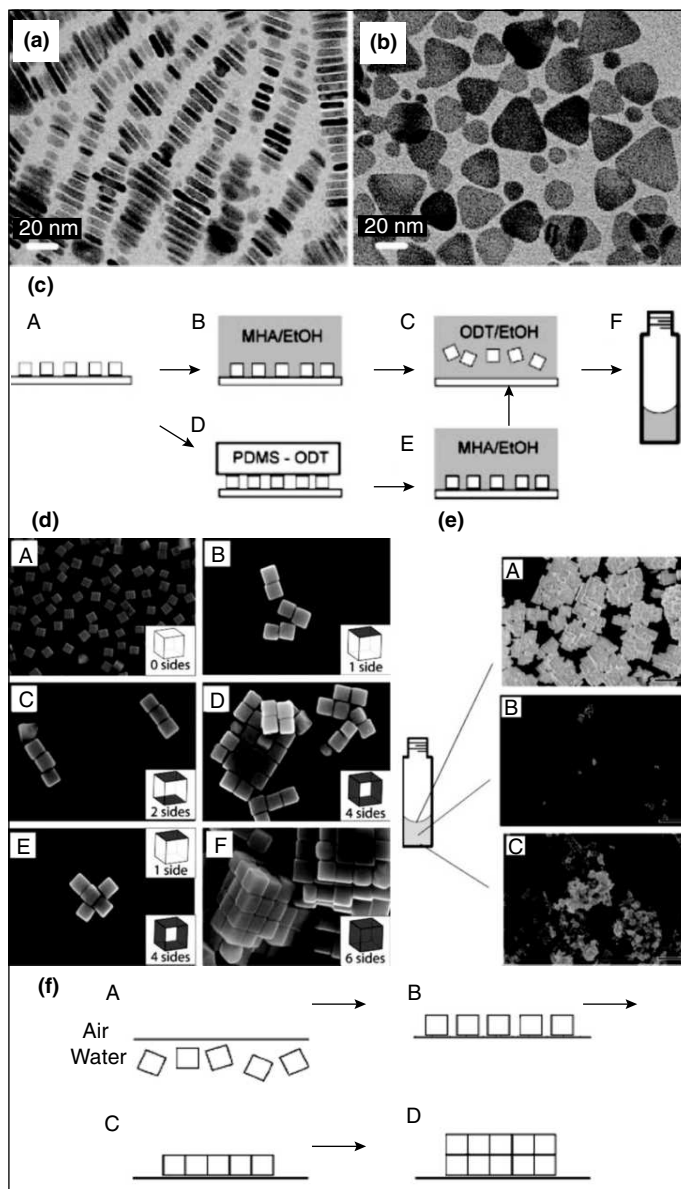 (a)
(b)
20 nm
20 nm
(c)
A
B
C
F
MHA/EtOH
ODT/EtOH
D
E
PDMS - ODT
MHA/EtOH
(d)
(e)
A
B
0 sides
1 side
C
D
2 sides
4 sides
E
1 side
4 sides
F
6 sides
A
B
C
(f)
A
B
Air
Water
C
D